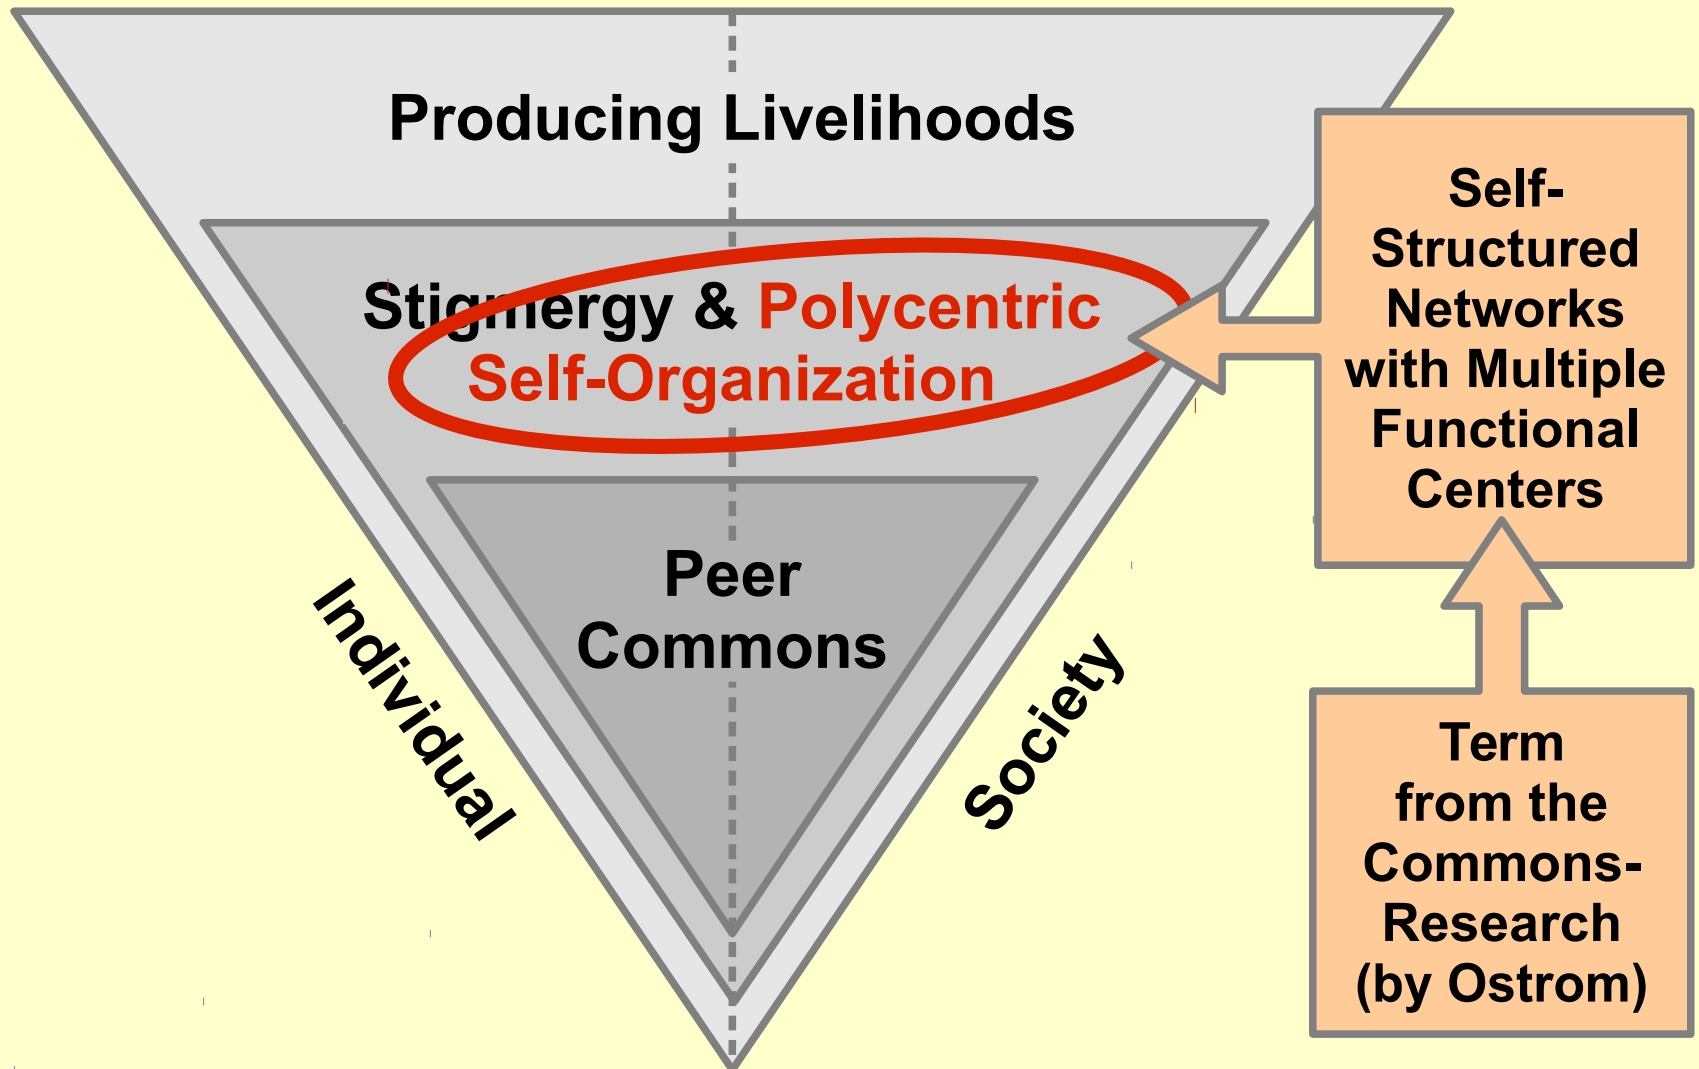 Producing Livelihoods
Stigmergy & Polycentric
Self-Organization
Peer
Commons
Individual
Society
Self-
Structured
Networks
with Multiple
Functional
Centers
Term
from the
Commons-
Research
(by Ostrom)